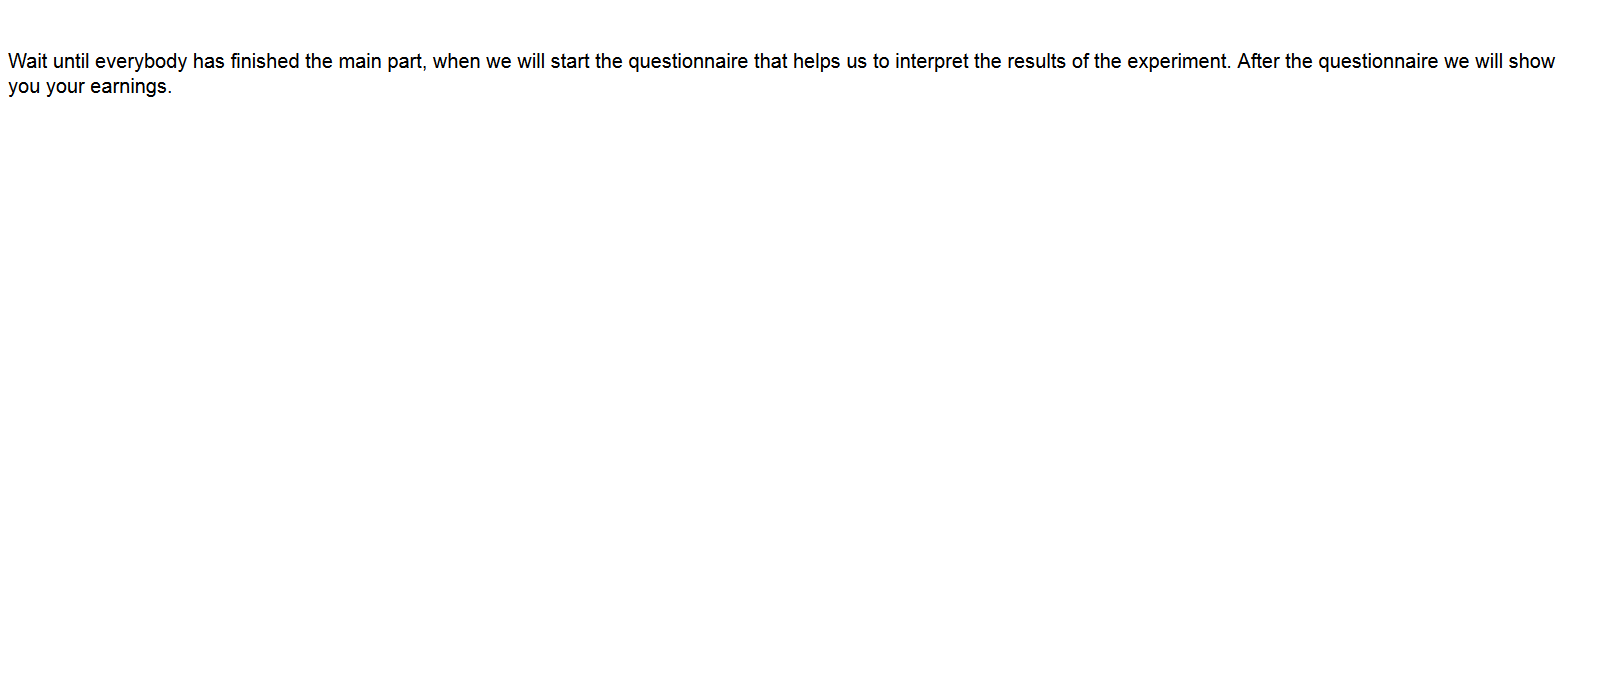 Wait until everybody has finished the main part, when we will start the questionnaire that helps us to interpret the results of the experiment. After the questionnaire we will show
you your earnings.